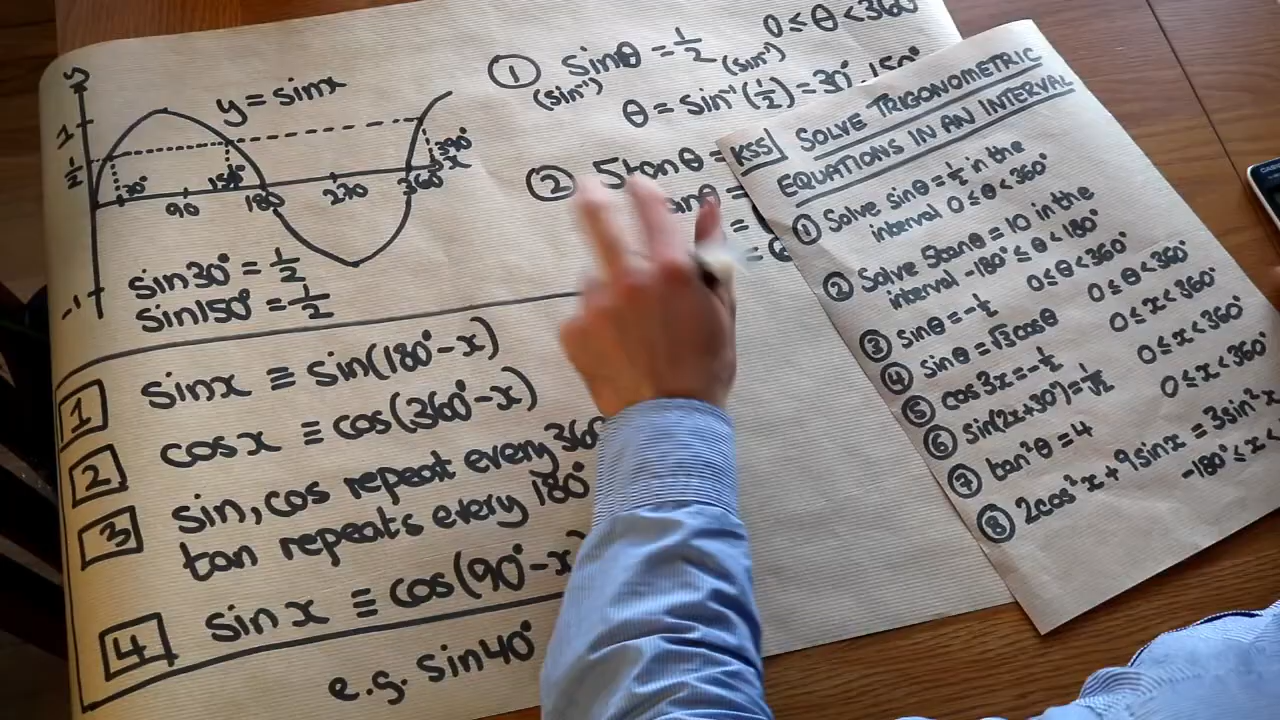 y
1
1/2
-1
y = sinx
30°
90
150°
180
270
360°
390°
x
sin30° = 1/2
sin150° = 1/2
① sinθ = 1/2 0 ≤ θ < 360°
(sin⁻¹) (sin⁻¹)
θ = sin⁻¹(1/2) = 30°, 150°
② 5tanθ =
tanθ =
=
= 6
1 sinx ≡ sin(180°-x)
2 cosx ≡ cos(360°-x)
3 sin, cos repeat every 360
tan repeats every 180°
4 sinx ≡ cos(90°-x)
e.g. sin40°
KS5 SOLVE TRIGONOMETRIC
EQUATIONS IN AN INTERVAL
① Solve sinθ = 1/2 in the
interval 0 ≤ θ < 360°
② Solve 5tanθ = 10 in the
interval -180° ≤ θ < 180°
③ sinθ = -1/2 0 ≤ θ < 360°
④ sinθ = √3cosθ 0 ≤ θ < 360°
⑤ cos3x = -1/2 0 ≤ x < 360°
⑥ sin(2x+30°) = 1/√2 0 ≤ x < 360°
⑦ tan²θ = 4 0 ≤ x < 360°
⑧ 2cos²x + 9sinx = 3sin²x
-180° ≤ x <